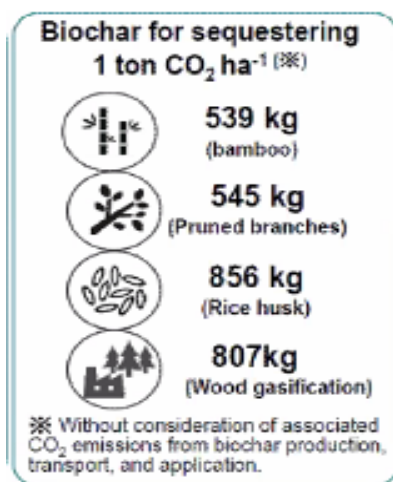 Biochar for sequestering
1 ton CO₂ ha⁻¹ (※)
539 kg
(bamboo)
545 kg
(Pruned branches)
856 kg
(Rice husk)
807kg
(Wood gasification)
※ Without consideration of associated
CO₂ emissions from biochar production,
transport, and application.